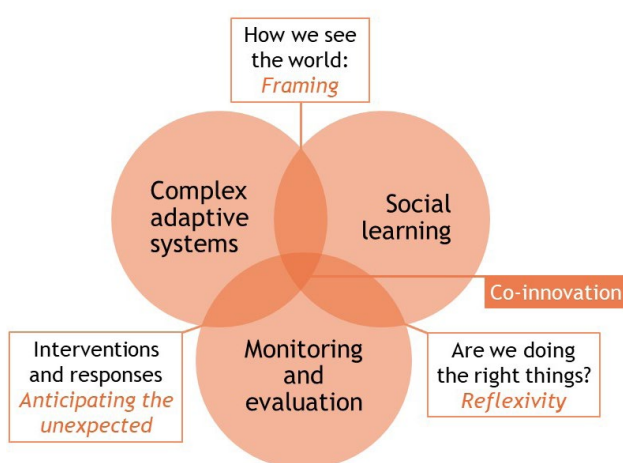 How we see
the world:
Framing
Complex
adaptive
systems
Social
learning
Co-innovation
Interventions
and responses
Anticipating the
unexpected
Monitoring
and
evaluation
Are we doing
the right things?
Reflexivity